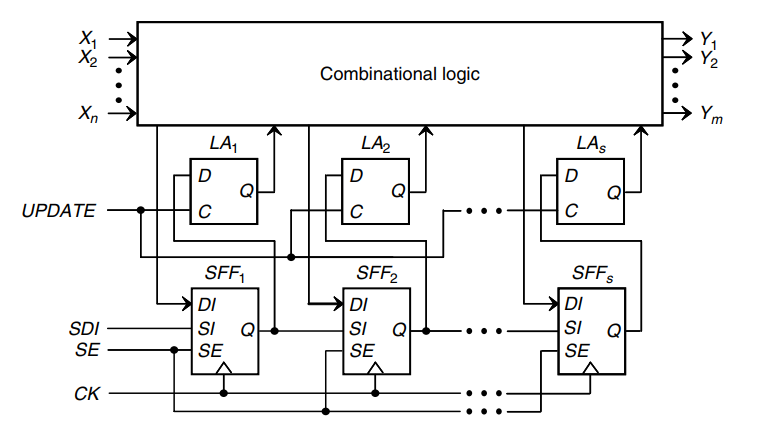 X1 Y1
X2 Combinational logic Y2
Xn Ym
LA1 LA2 LAs
D D D
Q Q Q
UPDATE C C C
SFF1 SFF2 SFFs
DI DI DI
SDI SI Q SI Q SI Q
SE SE SE SE
CK